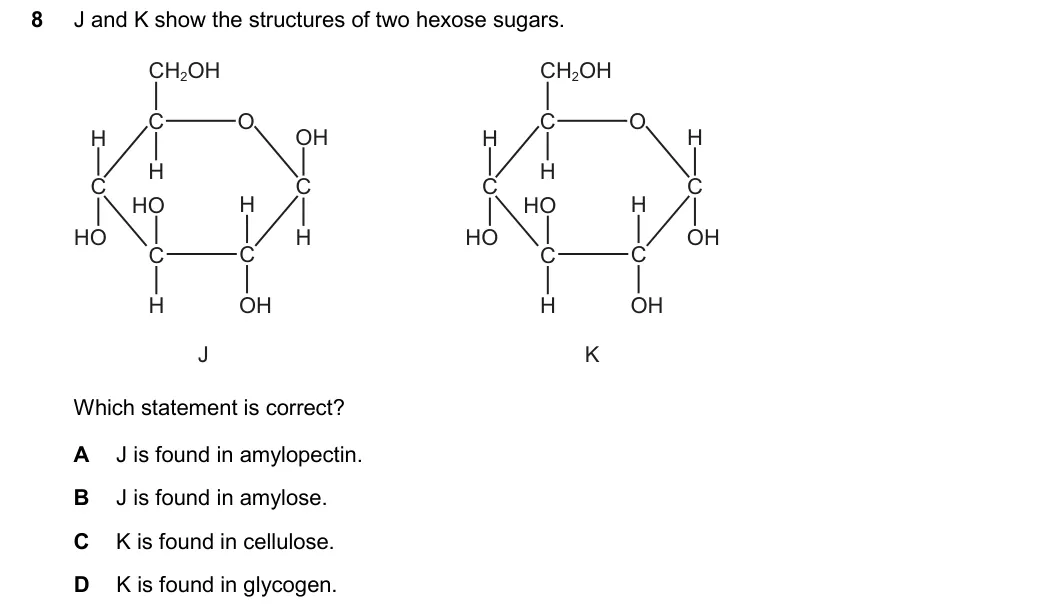 8 J and K show the structures of two hexose sugars.
CH₂OH CH₂OH
C O C O
H OH H H
H H
C C C C
HO H HO H
HO H HO OH
C C C C
H OH H OH
J K
Which statement is correct?
A J is found in amylopectin.
B J is found in amylose.
C K is found in cellulose.
D K is found in glycogen.